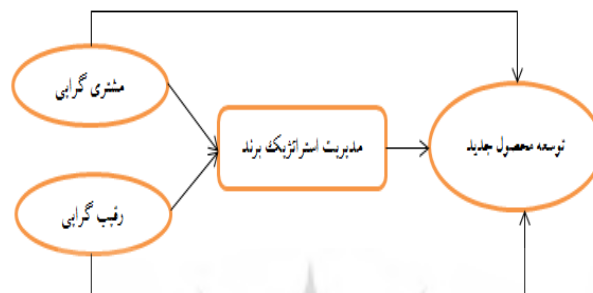 مشتری گرایی
مدیریت استراتژیک برند
توسعه محصول جدید
رقیب گرایی